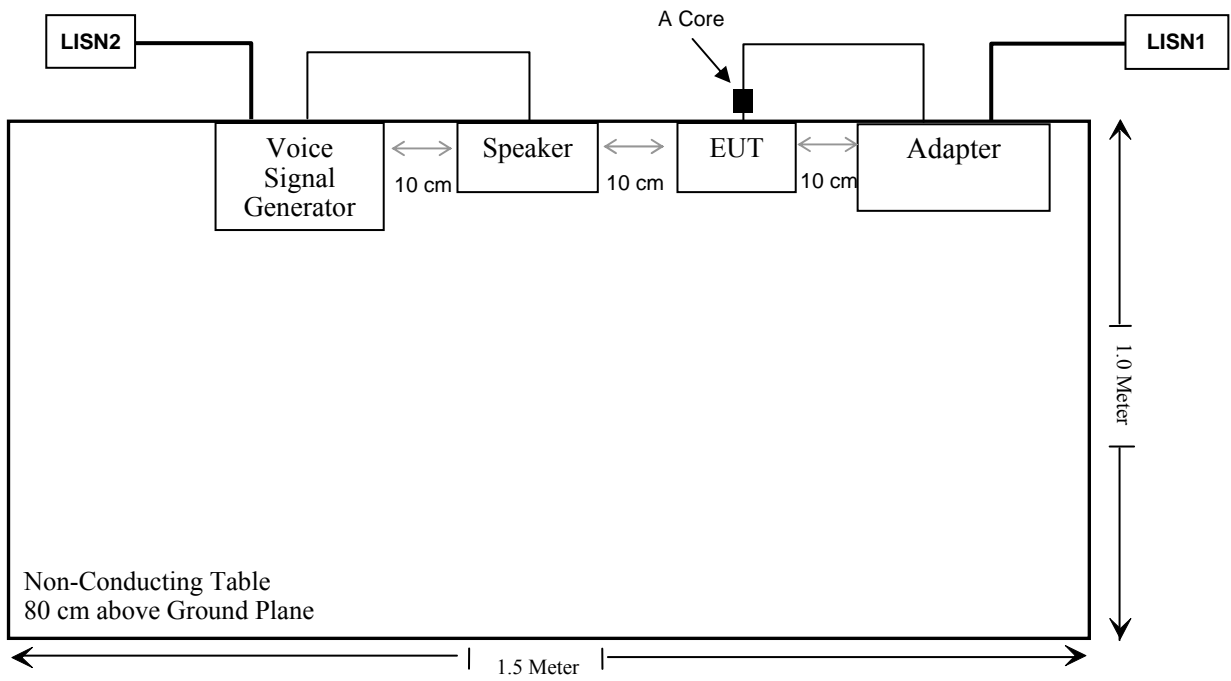 A Core
LISN2
LISN1
Voice
Signal
Generator
Speaker
EUT
Adapter
10 cm
10 cm
10 cm
1.0 Meter
Non-Conducting Table
80 cm above Ground Plane
1.5 Meter